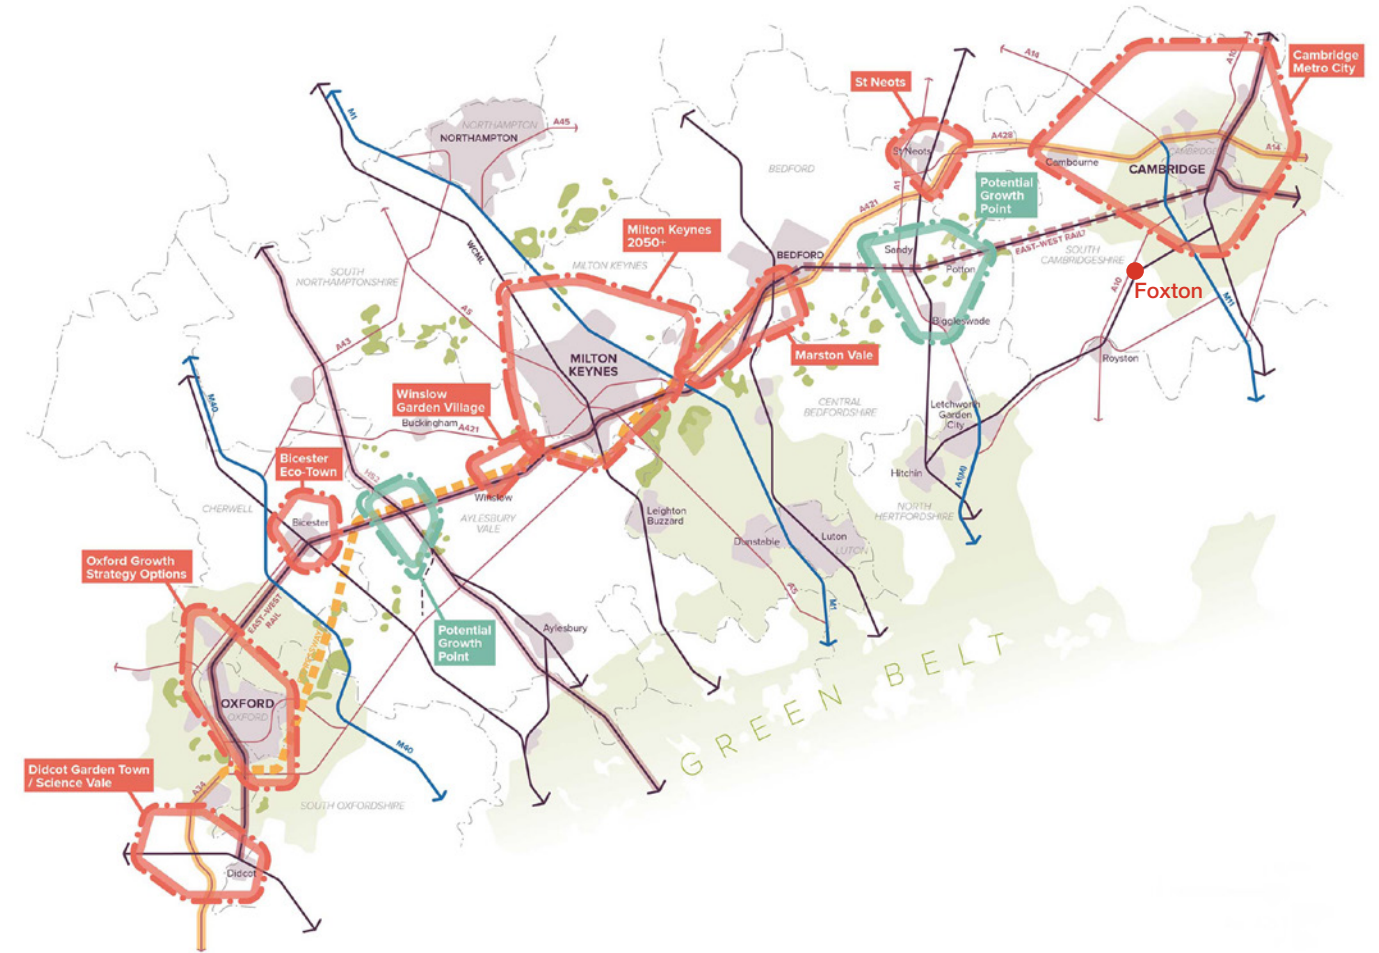 Cambridge
Metro City
A14
A10
St Neots
M1
NORTHAMPTON
NORTHAMPTON
A45
A428
St Neots
Cambourne
CAMBRIDGE
CAMBRIDGE
A14
BEDFORD
A1
Potential
Growth
Point
A421
Milton Keynes
2050+
WCML
MILTON KEYNES
BEDFORD
Sandy
Potton
EAST-WEST RAIL?
SOUTH
CAMBRIDGESHIRE
SOUTH
NORTHAMPTONSHIRE
A10
Foxton
M11
A5
Biggleswade
A43
MILTON
KEYNES
Marston Vale
Royston
M40
Winslow
Garden Village
Buckingham
A421
CENTRAL
BEDFORDSHIRE
Letchworth
Garden
City
Bicester
Eco-Town
HS2
Hitchin
A1(M)
Winslow
CHERWELL
Bicester
AYLESBURY
VALE
Leighton
Buzzard
NORTH
HERTFORDSHIRE
Dunstable
Luton
LUTON
Oxford Growth
Strategy Options
A5
M1
EAST-WEST
RAIL
Potential
Growth
Point
Aylesbury
GREEN BELT
OXFORD
OXFORD
M40
Didcot Garden Town
/ Science Vale
A34
SOUTH OXFORDSHIRE
Didcot